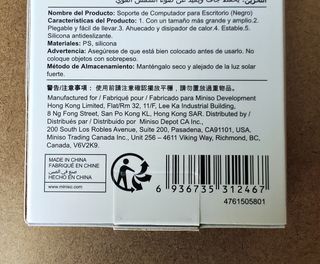 Nombre del Producto: Soporte de Computador para Escritorio (Negro)
Características del Producto: 1. Con un tamaño más grande y amplio.2.
Plegable y fácil de llevar.3. Ahuecado y disipador de calor.4. Estable.5.
Silicona antideslizante.
Materiales: PS, silicona
Advertencia: Asegúrese de que está bien colocado antes de usarlo. No
coloque objetos con sobrepeso.
Método de Almacenamiento: Manténgalo seco y alejado de la luz solar
fuerte.
警告/注意: 使用前請注意確認擺放平穩，請勿放置過重物品。
Manufactured for / Fabriqué pour / Fabricado para Miniso Development
Hong Kong Limited, Flat/Rm 32, 11/F, Lee Ka Industrial Building,
8 Ng Fong Street, San Po Kong KL, Hong Kong SAR. Distributed by /
Distribués par / Distribuido por Miniso Depot CA Inc.,
200 South Los Robles Avenue, Suite 200, Pasadena, CA91101, USA.
Miniso Trading Canada Inc., Unit 256 – 4611 Viking Way, Richmond, BC,
Canada, V6V2K9.
MADE IN CHINA
FABRIQUÉ EN CHINE
صنع في الصين
HECHO EN CHINA
www.miniso.com
6 936735 312467
4761505801